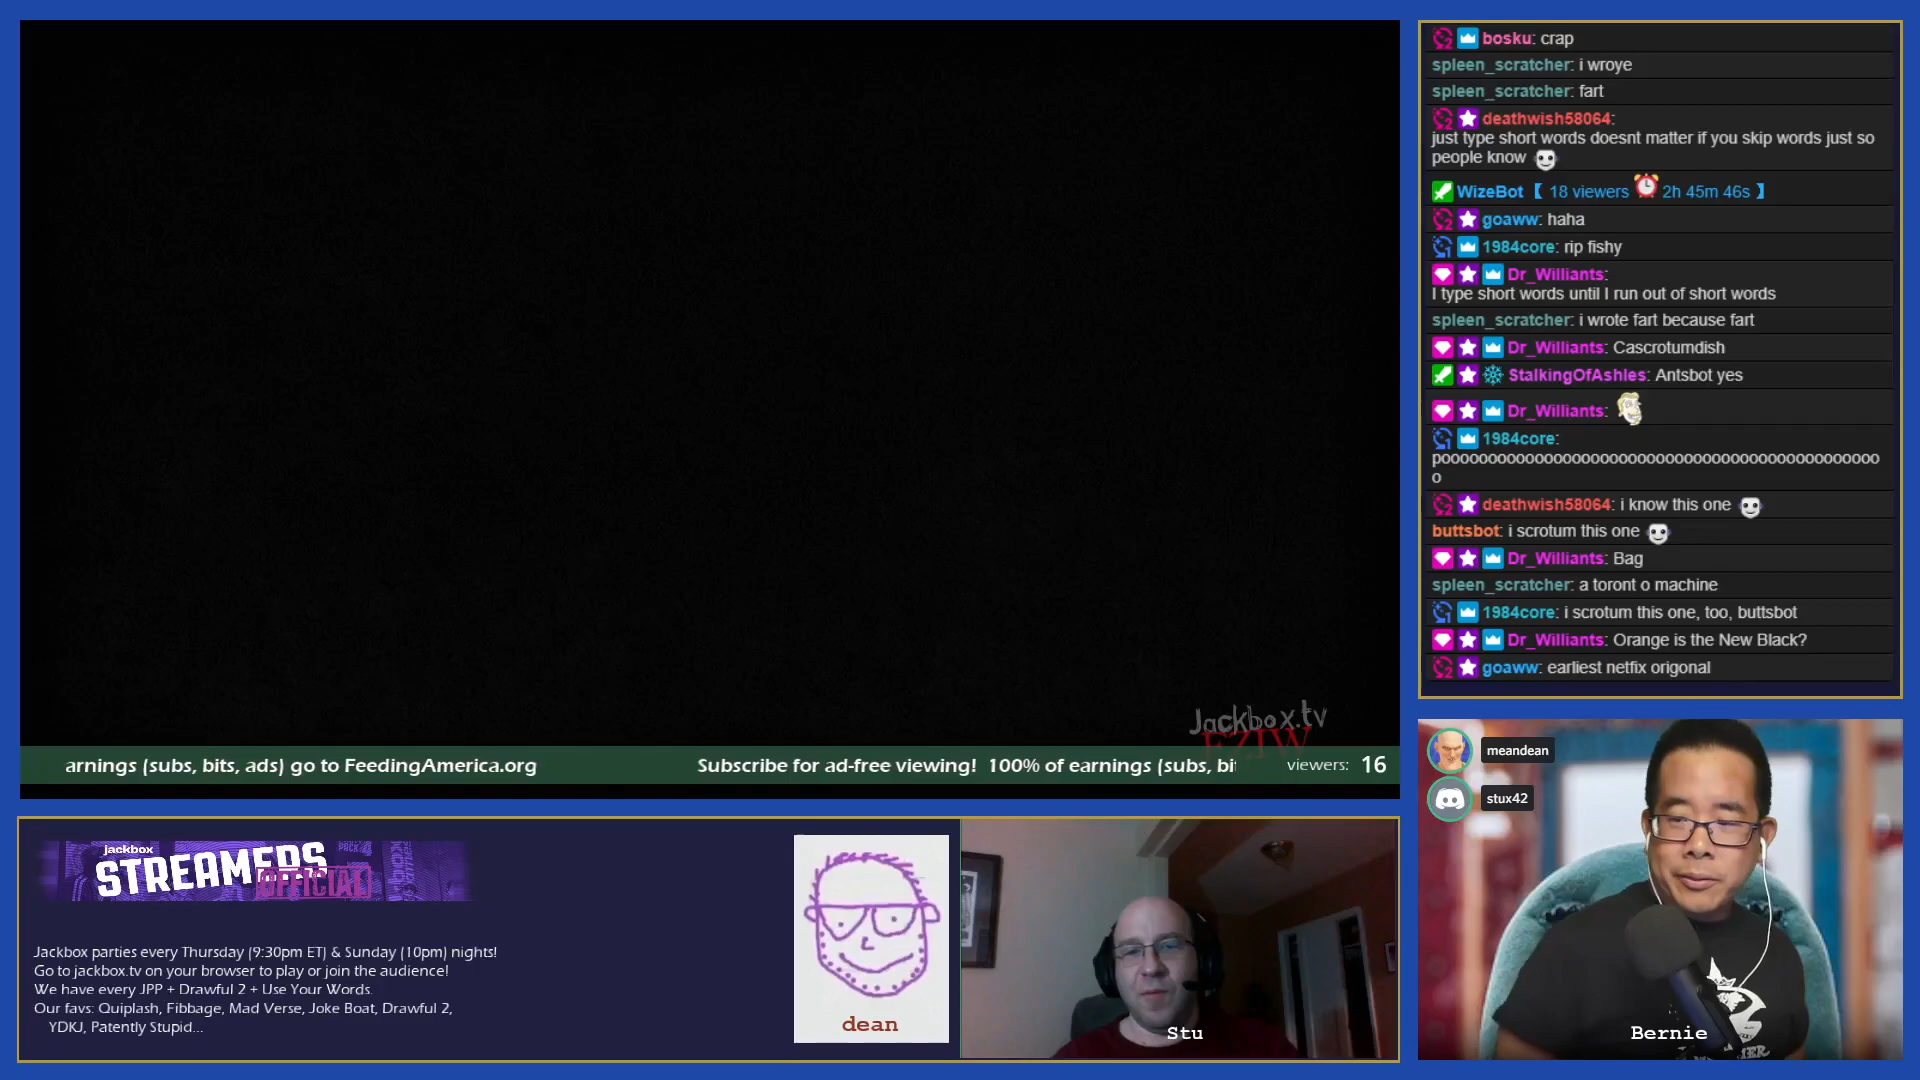 Jackbox.tv
FZIW
arnings (subs, bits, ads) go to FeedingAmerica.org
Subscribe for ad-free viewing! 100% of earnings (subs, bi
viewers: 16
bosku: crap
spleen_scratcher: i wroye
spleen_scratcher: fart
deathwish58064:
just type short words doesnt matter if you skip words just so
people know
WizeBot 【 18 viewers 2h 45m 46s 】
goaww: haha
1984core: rip fishy
Dr_Williants:
I type short words until I run out of short words
spleen_scratcher: i wrote fart because fart
Dr_Williants: Cascrotumdish
StalkingOfAshles: Antsbot yes
Dr_Williants:
1984core:
pooooooooooooooooooooooooooooooooooooooooooooooo
o
deathwish58064: i know this one
buttsbot: i scrotum this one
Dr_Williants: Bag
spleen_scratcher: a toront o machine
1984core: i scrotum this one, too, buttsbot
Dr_Williants: Orange is the New Black?
goaww: earliest netfix origonal
jackbox
STREAMERS
OFFICIAL
Jackbox parties every Thursday (9:30pm ET) & Sunday (10pm) nights!
Go to jackbox.tv on your browser to play or join the audience!
We have every JPP + Drawful 2 + Use Your Words.
Our favs: Quiplash, Fibbage, Mad Verse, Joke Boat, Drawful 2,
YDKJ, Patently Stupid...
dean
Stu
meandean
stux42
Bernie